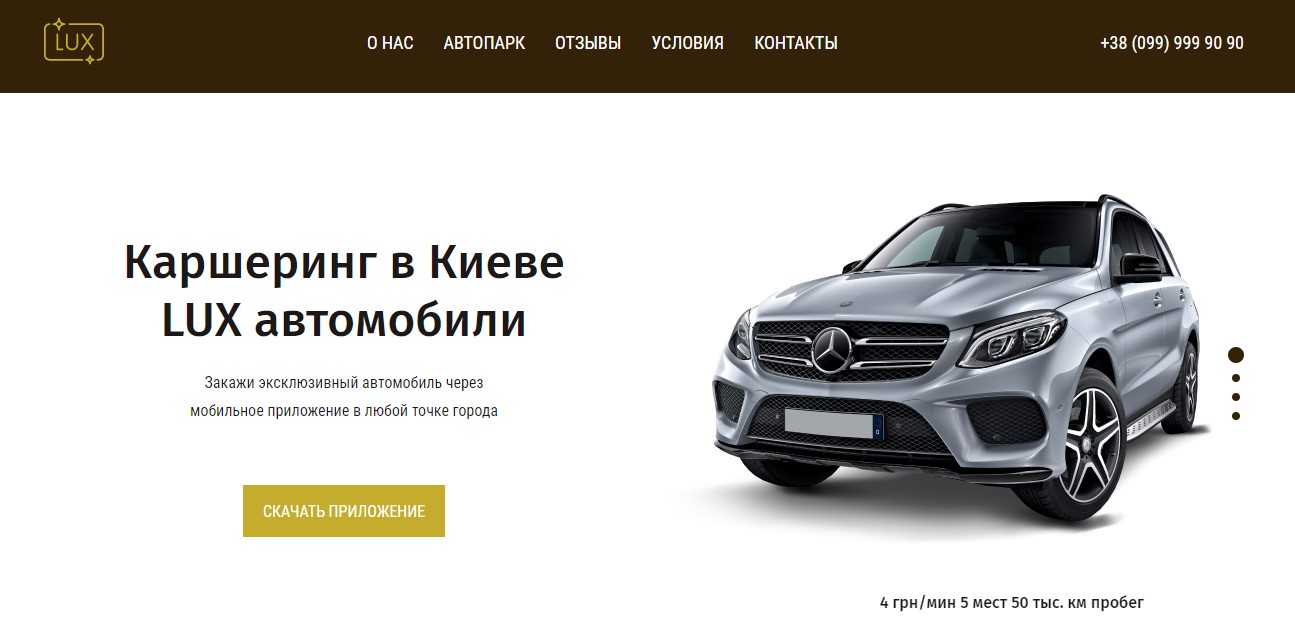 LUX
О НАС
АВТОПАРК
ОТЗЫВЫ
УСЛОВИЯ
КОНТАКТЫ
+38 (099) 999 90 90
Каршеринг в Киеве
LUX автомобили
Закажи эксклюзивный автомобиль через
мобильное приложение в любой точке города
СКАЧАТЬ ПРИЛОЖЕНИЕ
4 грн/мин 5 мест 50 тыс. км пробег